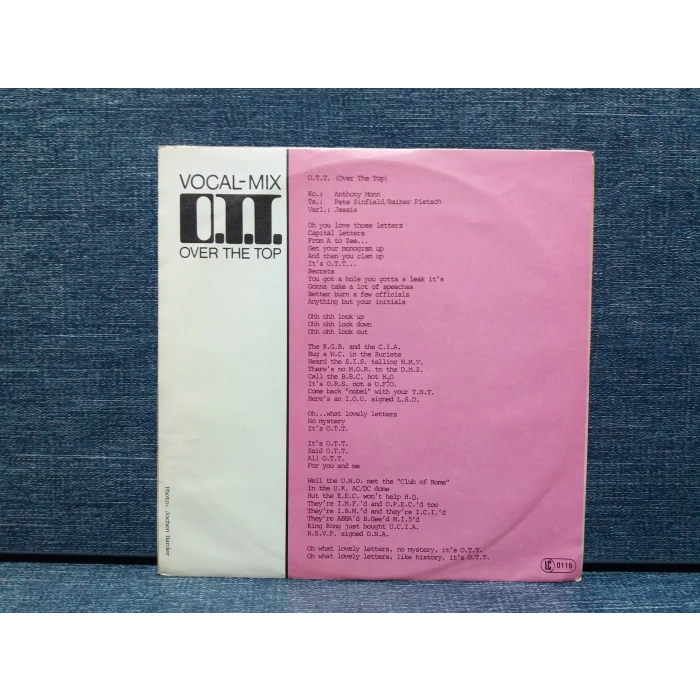 VOCAL-MIX
O.T.T.
OVER THE TOP
Photo: Jochen Harder
O.T.T. (Over The Top)
Ko.: Anthony Monn
Te.: Pete Sinfield/Rainer Pietsch
Verl.: Jessie
Oh you love those letters
Capital letters
From A to Zee...
Get your monogram up
And then you clam up
It's O.T.T...
Secrets
You got a hole you gotta a leak it's
Gonna take a lot of speeches
Better burn a few officials
Anything but your initials
Ohh ohh look up
Ohh ohh look down
Ohh ohh look out
The K.G.B. and the C.I.A.
Bug a W.C. in the Suriets
Heard the S.I.S. telling H.M.V.
There's no M.O.R. to the D.M.Z.
Call the B.B.C. hot H2O
It's O.R.S. not a U.F.O.
Come back "nobel" with your T.N.T.
Here's an I.O.U. signed L.S.D.
Oh...what lovely letters
No mystery
It's O.T.T.
It's O.T.T.
Said O.T.T.
All O.T.T.
For you and me
Well the U.N.O. met the "Club of Rome"
In the U.K. AC/DC dome
But the E.E.C. won't help H.Q.
They're I.M.F.'d and O.P.E.C.'d too
They're I.B.M.'d and they're I.C.I.'d
They're ABBA'd B.Gee'd M.I.5'd
King Kong just bought U.C.I.A.
R.S.V.P. signed D.N.A.
Oh what lovely letters, no mystery, it's O.T.T.
Oh what lovely letters, like history, it's O.T.T.
LC 0116